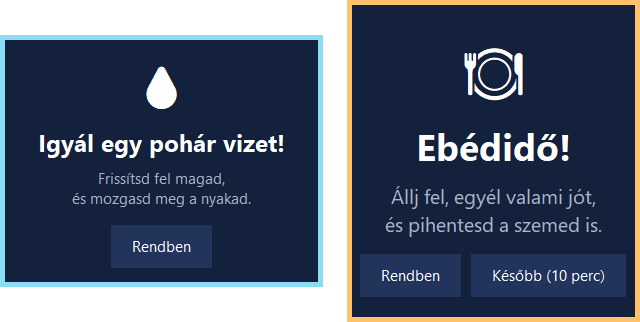 Igyál egy pohár vizet!
Frissítsd fel magad,
és mozgasd meg a nyakad.
Rendben
Ebédidő!
Állj fel, egyél valami jót,
és pihentesd a szemed is.
Rendben
Később (10 perc)